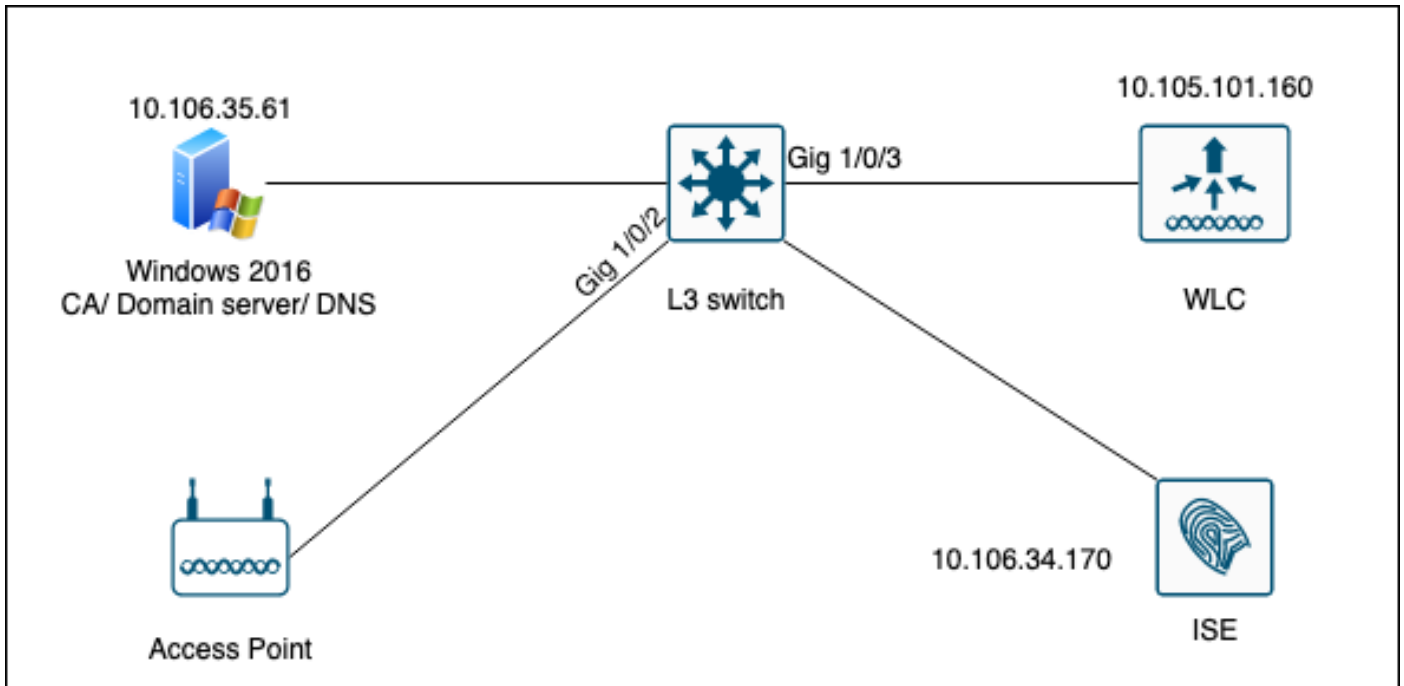 10.106.35.61
10.105.101.160
Gig 1/0/3
Gig 1/0/2
Windows 2016
CA/ Domain server/ DNS
L3 switch
WLC
10.106.34.170
Access Point
ISE